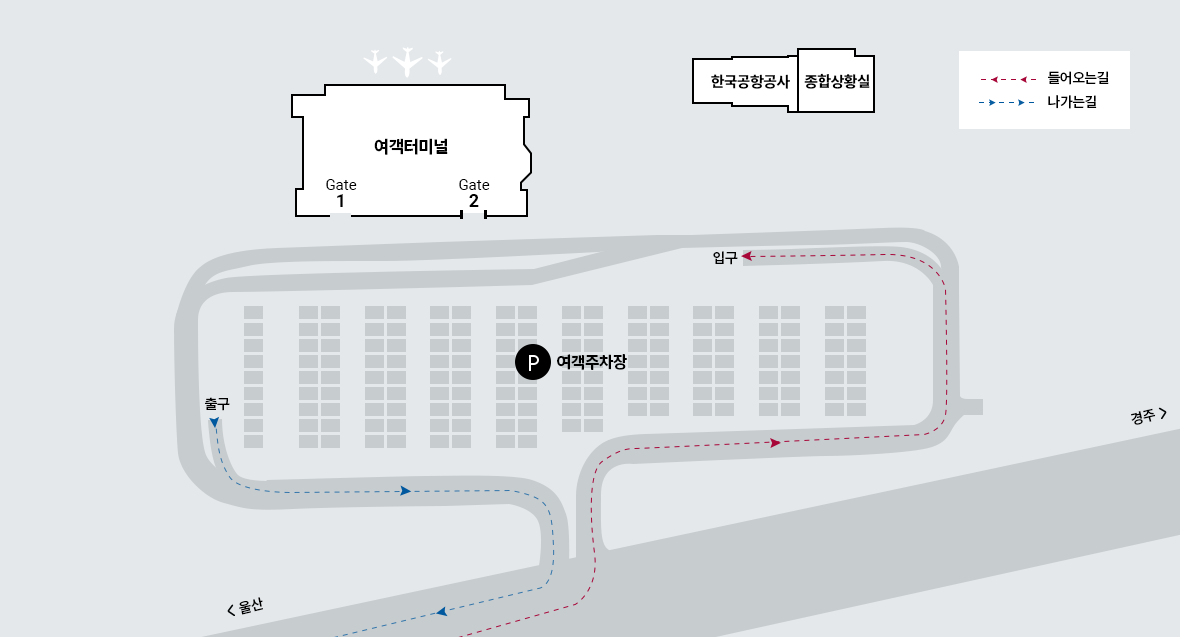 한국공항공사
종합상황실
들어오는길
나가는길
여객터미널
Gate
1
Gate
2
입구
P
여객주차장
출구
경주 >
< 울산